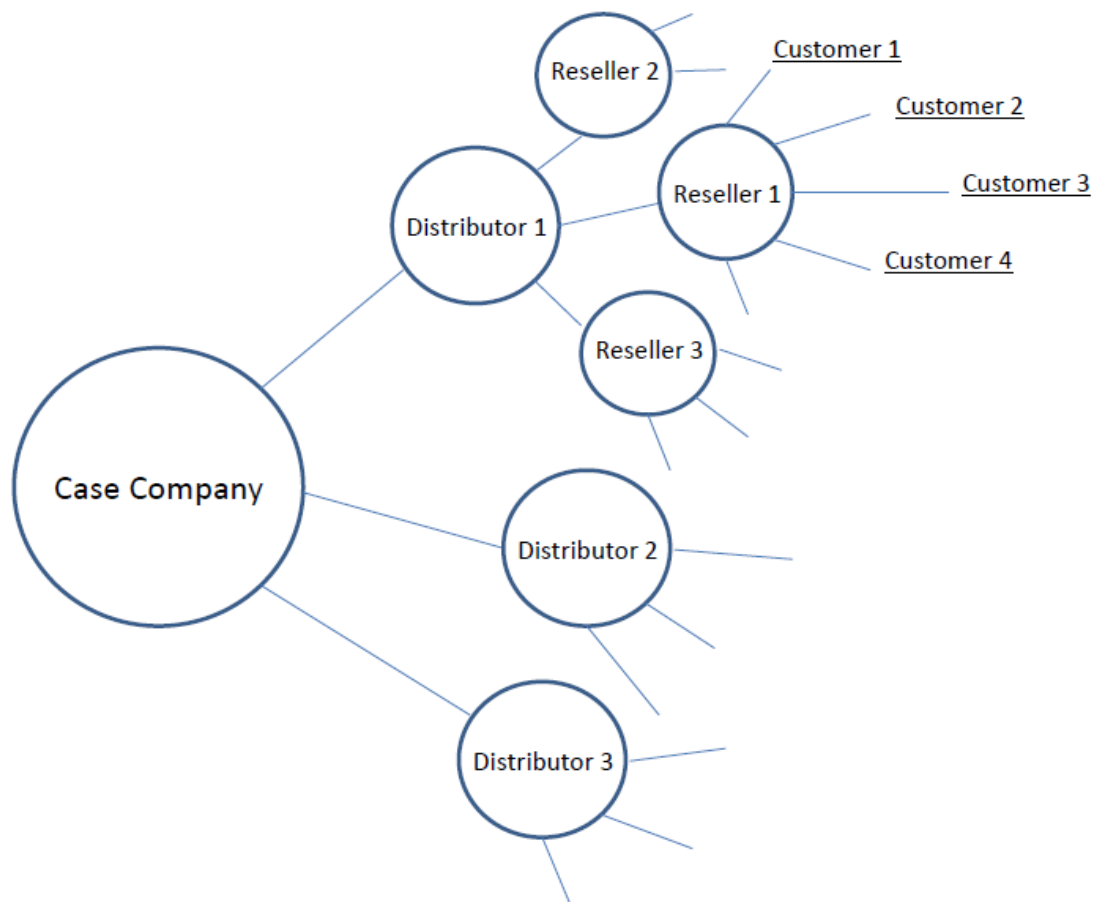 Customer 1
Reseller 2
Customer 2
Customer 3
Reseller 1
Distributor 1
Customer 4
Reseller 3
Case Company
Distributor 2
Distributor 3